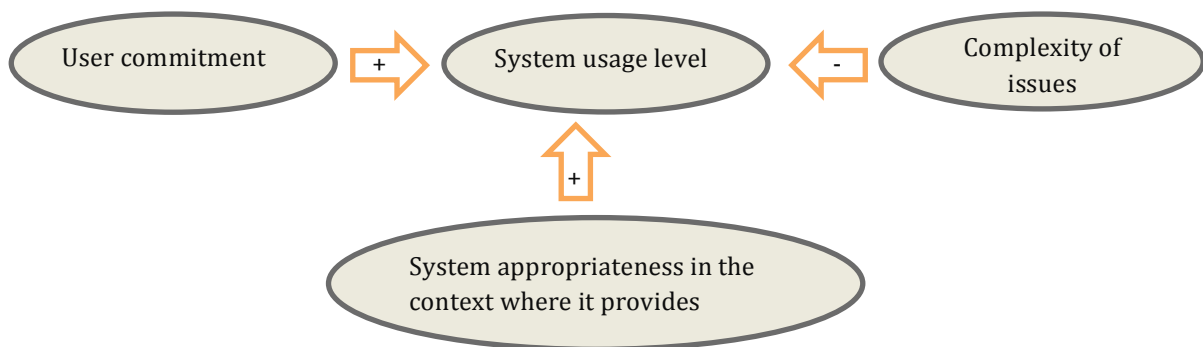 User commitment
+
System usage level
-
Complexity of
issues
+
System appropriateness in the
context where it provides